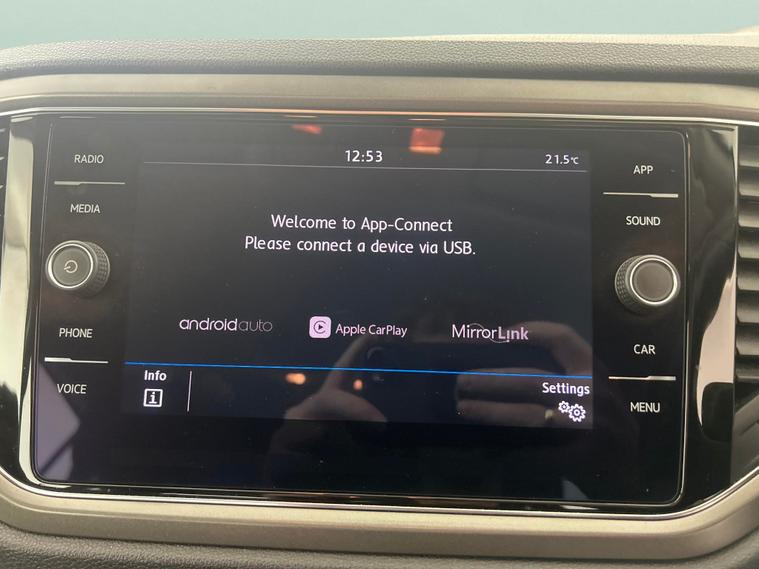 RADIO
MEDIA
PHONE
VOICE
12:53
21.5°C
Welcome to App-Connect
Please connect a device via USB.
androidauto
Apple CarPlay
MirrorLink
Info
i
Settings
APP
SOUND
CAR
MENU